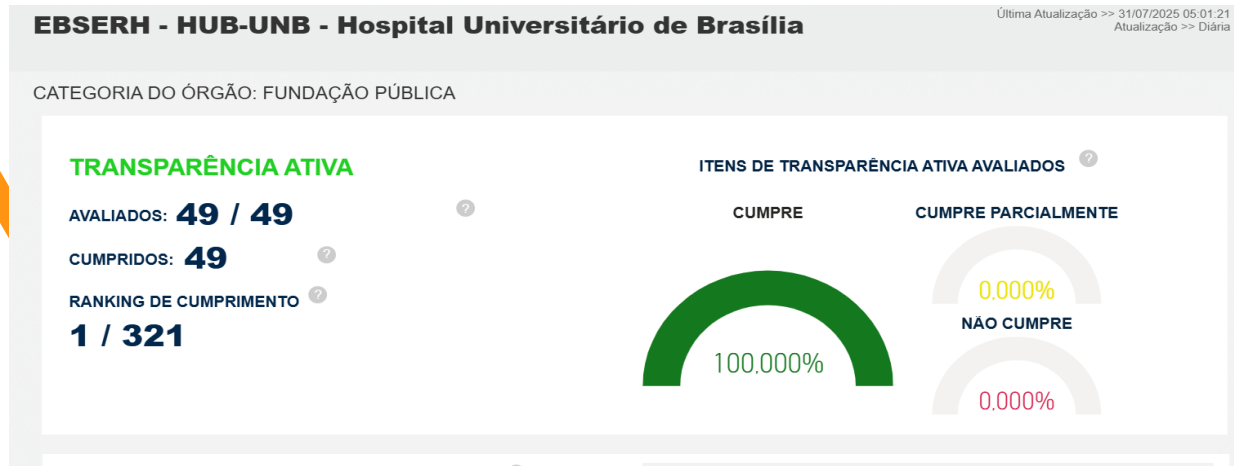 EBSERH - HUB-UNB - Hospital Universitário de Brasília
Última Atualização >> 31/07/2025 05:01:21
Atualização >> Diária
CATEGORIA DO ÓRGÃO: FUNDAÇÃO PÚBLICA
TRANSPARÊNCIA ATIVA
AVALIADOS: 49 / 49 ?
CUMPRIDOS: 49 ?
RANKING DE CUMPRIMENTO ?
1 / 321
ITENS DE TRANSPARÊNCIA ATIVA AVALIADOS ?
CUMPRE
100,000%
CUMPRE PARCIALMENTE
0,000%
NÃO CUMPRE
0,000%